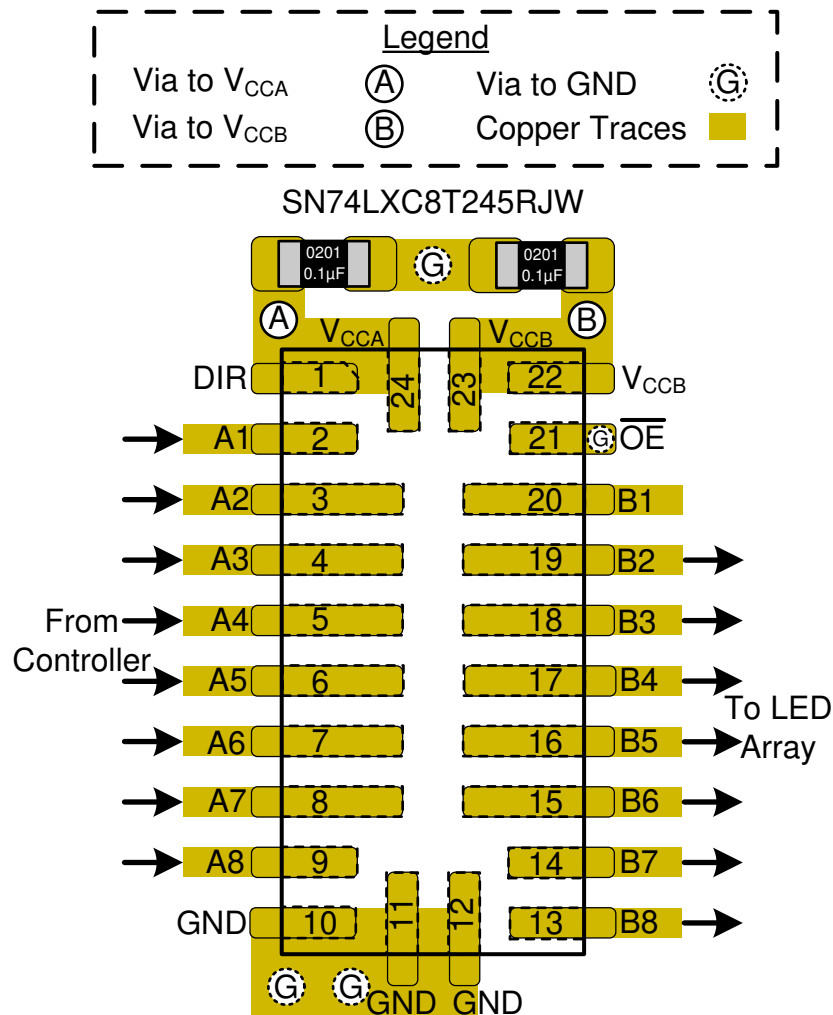 Legend
Via to VCCA A Via to GND G
Via to VCCB B Copper Traces
SN74LXC8T245RJW
0201 0201
0.1µF G 0.1µF
A B
VCCA VCCB
DIR 1 24 23 22 VCCB
A1 2 21 G OE
A2 3 20 B1
A3 4 19 B2
From A4 5 18 B3
Controller
A5 6 17 B4
To LED
A6 7 16 B5
Array
A7 8 15 B6
A8 9 14 B7
GND 10 11 12 13 B8
G G
GND GND